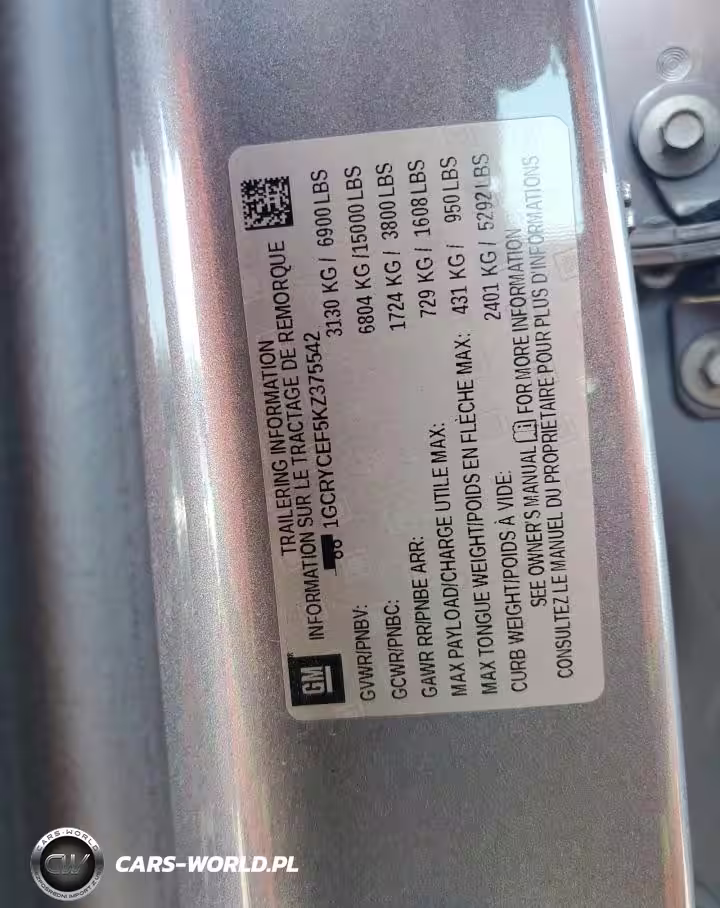 TRAILERING INFORMATION
INFORMATION SUR LE TRACTAGE DE REMORQUE
1GCRYCEF5KZ375542
GM
GVWR/PNBV: 3130 KG / 6900 LBS
GCWR/PNBC: 6804 KG /15000 LBS
GAWR RR/PNBE ARR: 1724 KG / 3800 LBS
MAX PAYLOAD/CHARGE UTILE MAX: 729 KG / 1608 LBS
MAX TONGUE WEIGHT/POIDS EN FLÈCHE MAX: 431 KG / 950 LBS
CURB WEIGHT/POIDS À VIDE: 2401 KG / 5292 LBS
SEE OWNER'S MANUAL FOR MORE INFORMATION
CONSULTEZ LE MANUEL DU PROPRIÉTAIRE POUR PLUS D'INFORMATIONS
CARS-WORLD
CW
CARS-WORLD.PL